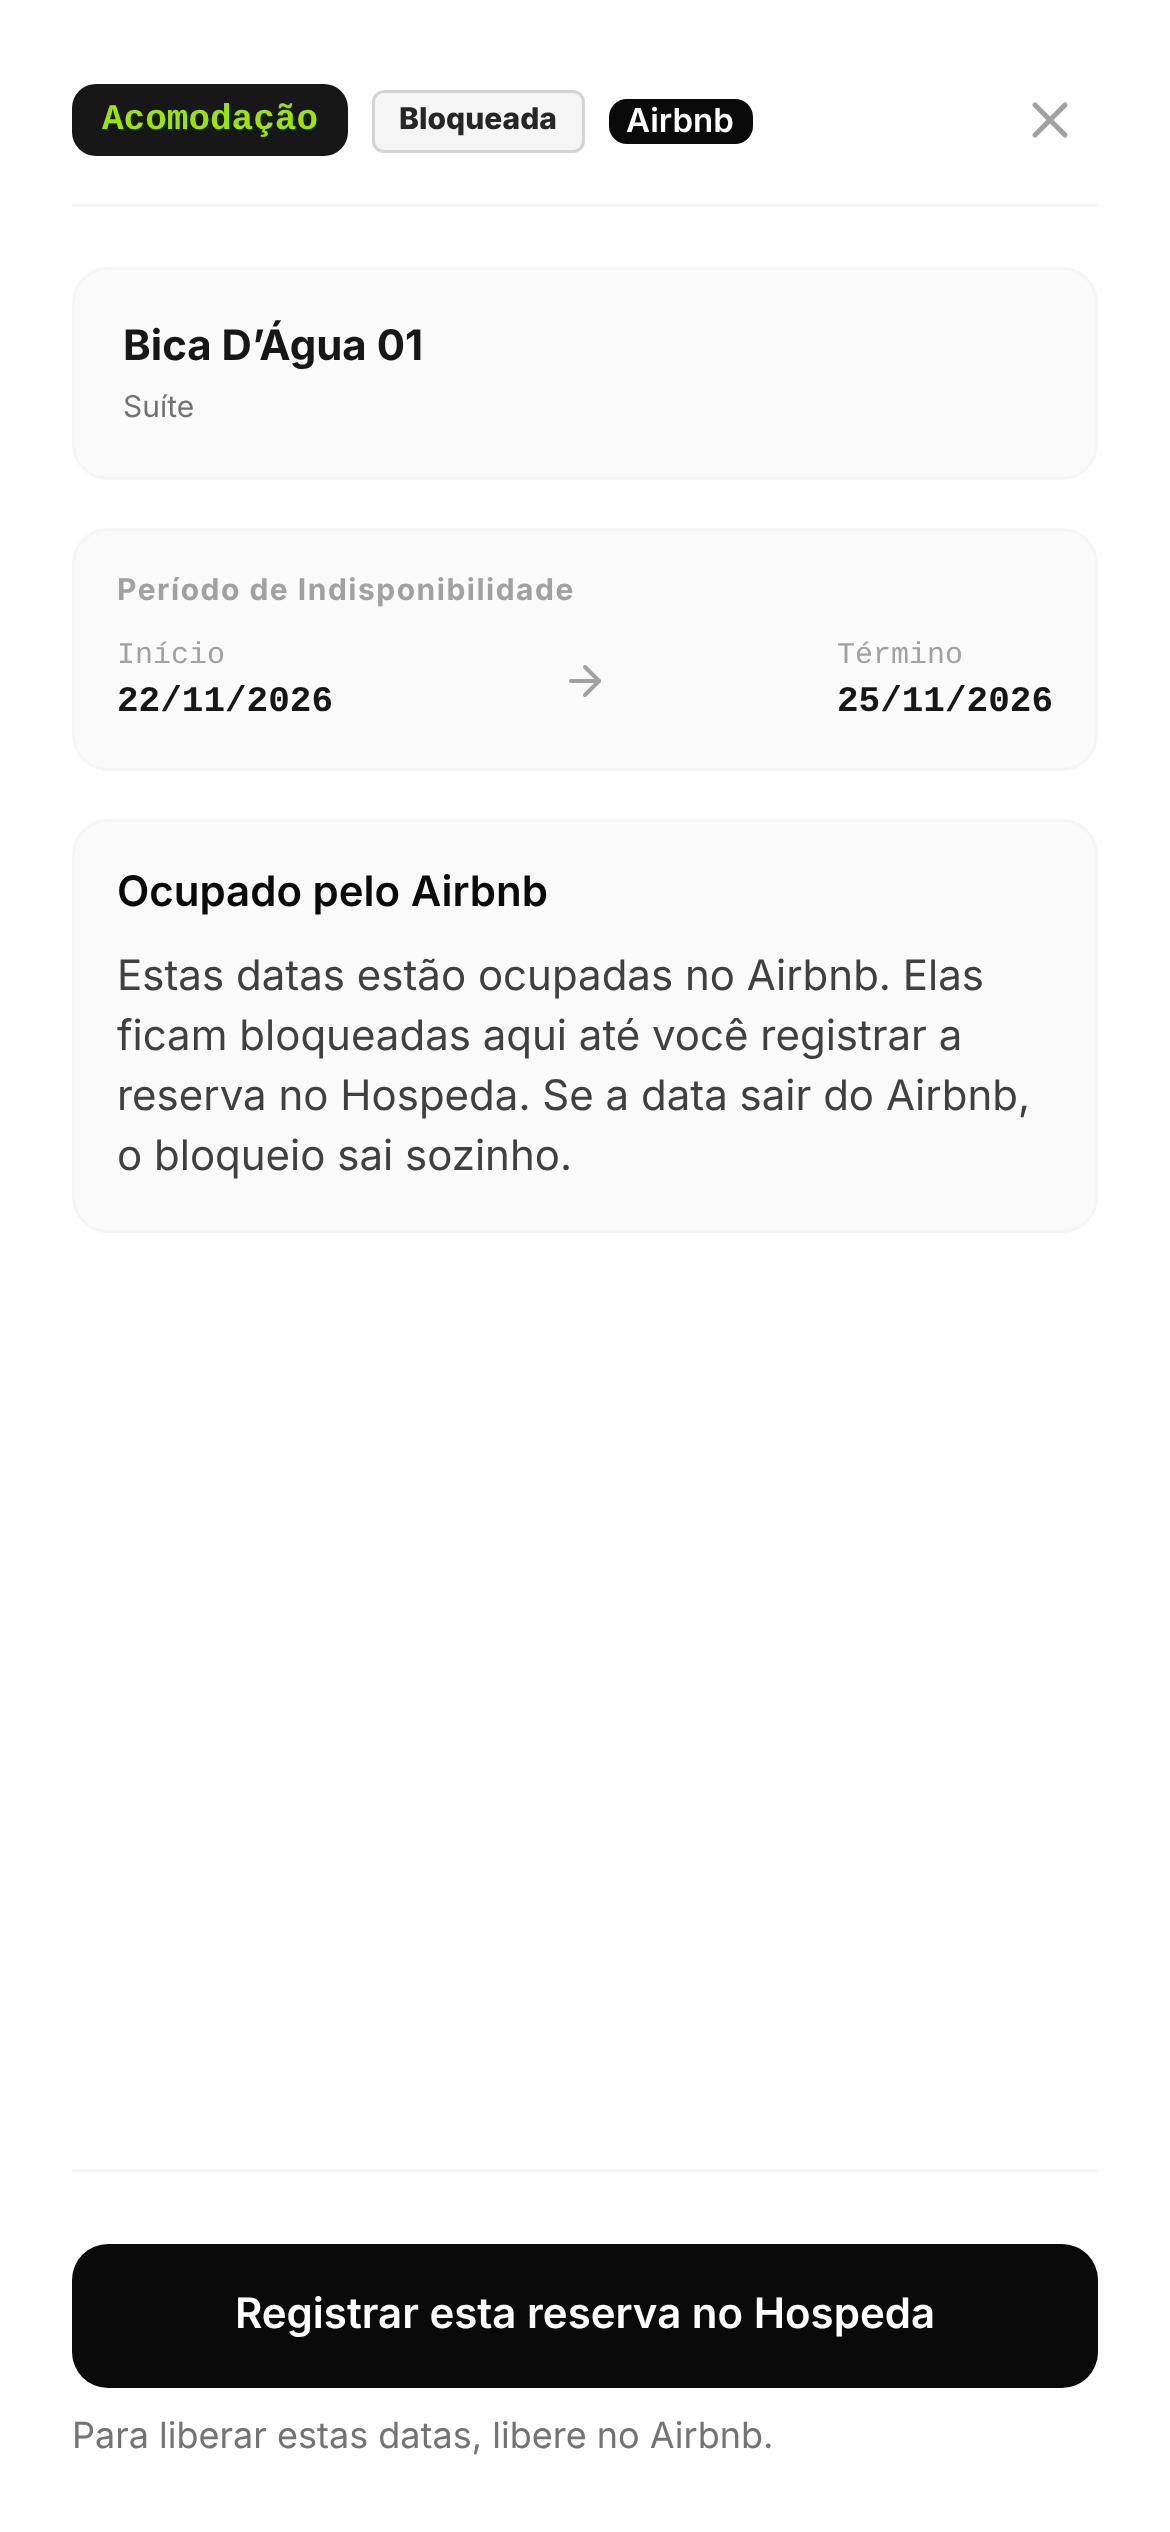 Acomodação Bloqueada Airbnb
Bica D’Água 01
Suíte
Período de Indisponibilidade
Início Término
22/11/2026 25/11/2026
Ocupado pelo Airbnb
Estas datas estão ocupadas no Airbnb. Elas
ficam bloqueadas aqui até você registrar a
reserva no Hospeda. Se a data sair do Airbnb,
o bloqueio sai sozinho.
Registrar esta reserva no Hospeda
Para liberar estas datas, libere no Airbnb.